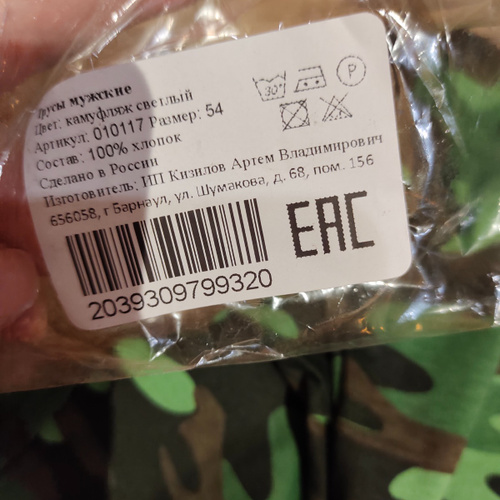 Трусы мужские
Цвет: камуфляж светлый
Артикул: 010117 Размер: 54
Состав: 100% хлопок
Сделано в России
Изготовитель: ИП Кизилов Артем Владимирович
656058, г Барнаул, ул. Шумакова, д. 68, пом. 156
30°
P
EAC
2039309799320